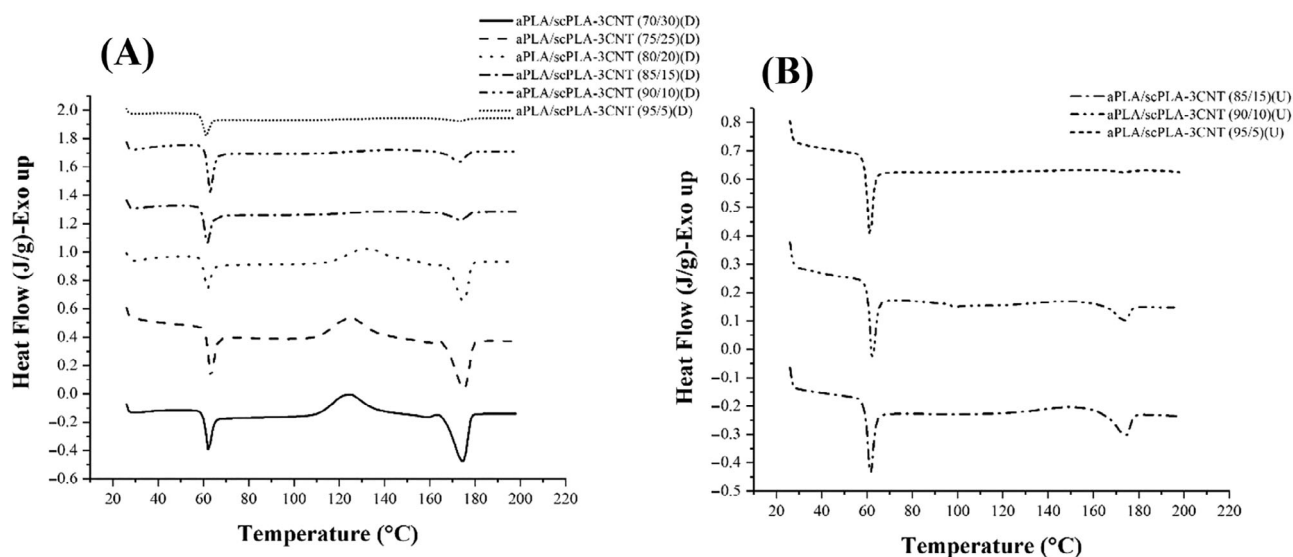 (A)
aPLA/scPLA-3CNT (70/30)(D)
aPLA/scPLA-3CNT (75/25)(D)
aPLA/scPLA-3CNT (80/20)(D)
aPLA/scPLA-3CNT (85/15)(D)
aPLA/scPLA-3CNT (90/10)(D)
aPLA/scPLA-3CNT (95/5)(D)
Heat Flow (J/g)-Exo up
2.0
1.8
1.6
1.4
1.2
1.0
0.8
0.6
0.4
0.2
0.0
−0.2
−0.4
−0.6
20 40 60 80 100 120 140 160 180 200 220
Temperature (°C)
(B)
aPLA/scPLA-3CNT (85/15)(U)
aPLA/scPLA-3CNT (90/10)(U)
aPLA/scPLA-3CNT (95/5)(U)
Heat Flow (J/g)-Exo up
0.8
0.7
0.6
0.5
0.4
0.3
0.2
0.1
0.0
−0.1
−0.2
−0.3
−0.4
−0.5
20 40 60 80 100 120 140 160 180 200 220
Temperature (°C)